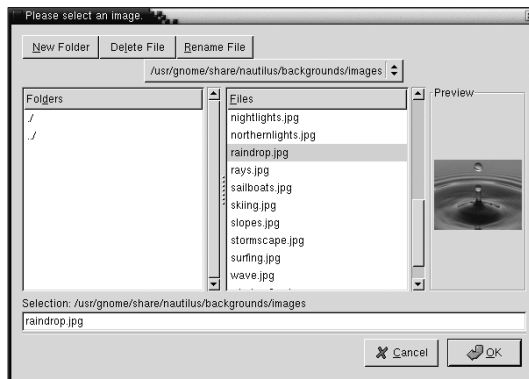 Please select an image.
New Folder Delete File Rename File
/usr/gnome/share/nautilus/backgrounds/images
Folders
./
../
Files
nightlights.jpg
northernlights.jpg
raindrop.jpg
rays.jpg
sailboats.jpg
skiing.jpg
slopes.jpg
stormscape.jpg
surfing.jpg
wave.jpg
Preview
Selection: /usr/gnome/share/nautilus/backgrounds/images
raindrop.jpg
Cancel OK